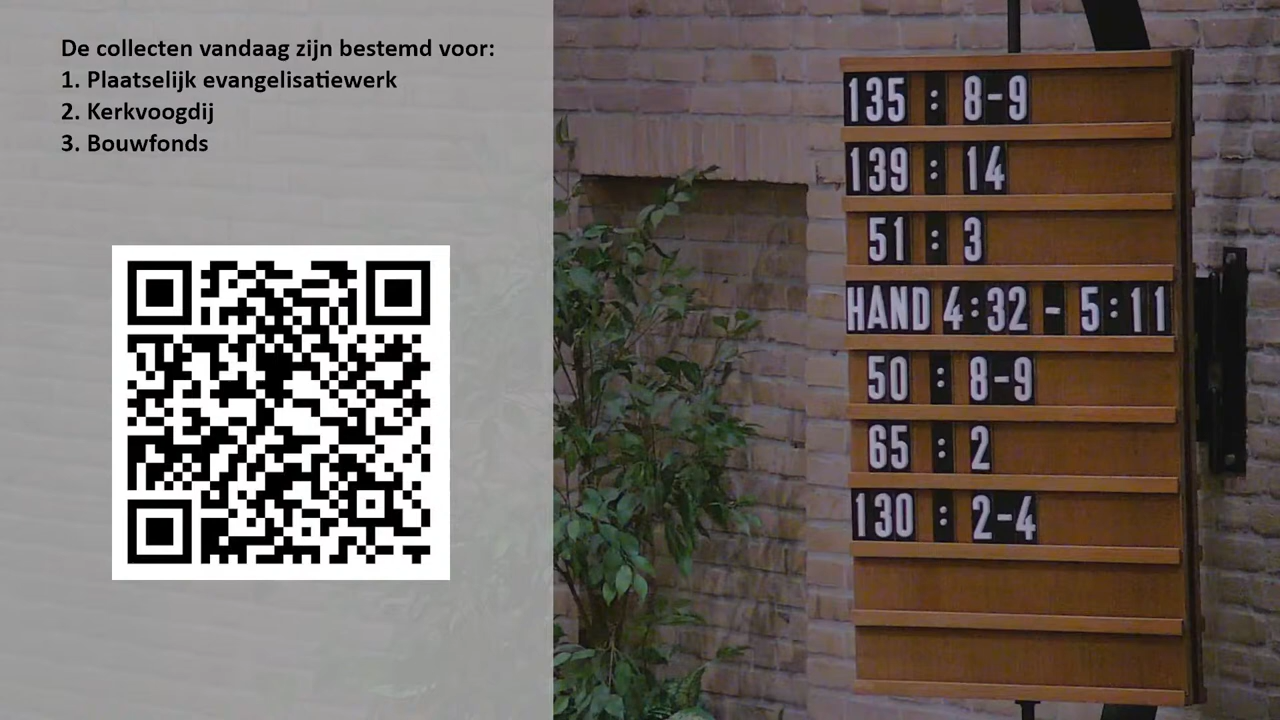 De collecten vandaag zijn bestemd voor:
1. Plaatselijk evangelisatiewerk
2. Kerkvoogdij
3. Bouwfonds
135 : 8-9
139 : 14
51 : 3
HAND 4:32 - 5:11
50 : 8-9
65 : 2
130 : 2-4